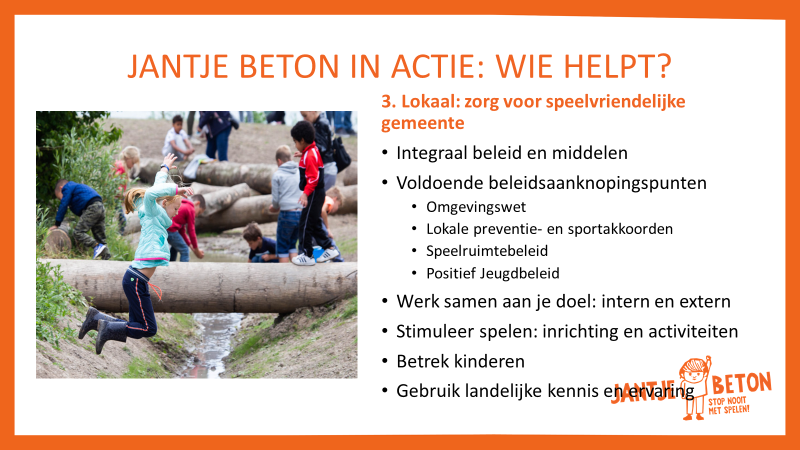 JANTJE BETON IN ACTIE: WIE HELPT?
3. Lokaal: zorg voor speelvriendelijke
gemeente
• Integraal beleid en middelen
• Voldoende beleidsaanknopingspunten
• Omgevingswet
• Lokale preventie- en sportakkoorden
• Speelruimtebeleid
• Positief Jeugdbeleid
• Werk samen aan je doel: intern en extern
• Stimuleer spelen: inrichting en activiteiten
• Betrek kinderen
• Gebruik landelijke kennis en ervaring
JANTJE BETON
STOP NOOIT
MET SPELEN!